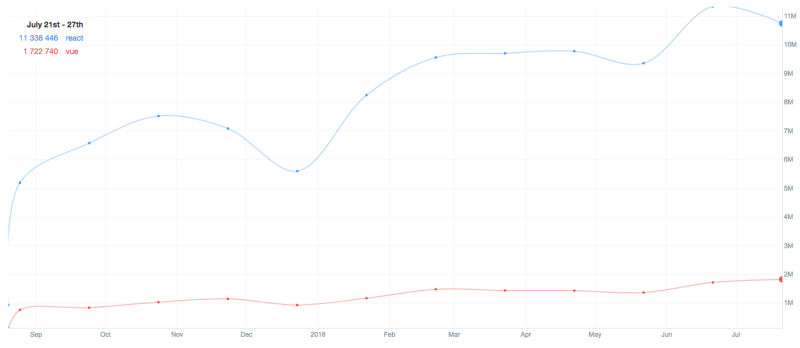 July 21st - 27th
11 338 446 react
1 722 740 vue
11M
10M
9M
8M
7M
6M
5M
4M
3M
2M
1M
Sep Oct Nov Dec 2018 Feb Mar Apr May Jun Jul